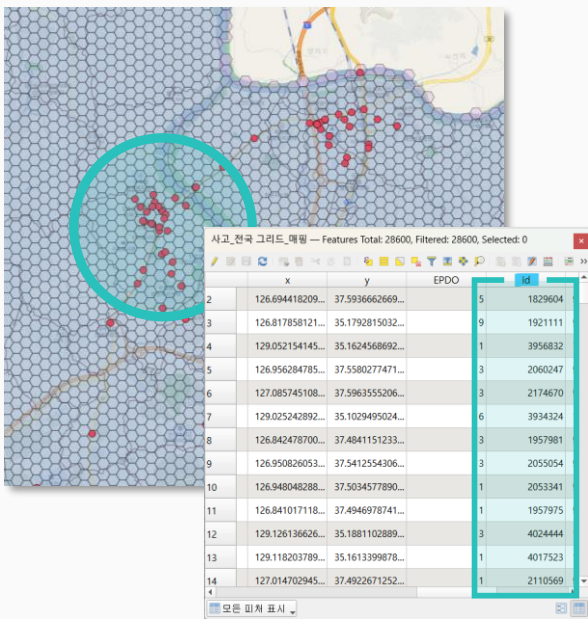 사고_전국 그리드_매핑 — Features Total: 28600, Filtered: 28600, Selected: 0
x y EPDO id
2 126.694418209... 37.5936662669... 5 1829604
3 126.817858121... 35.1792815032... 9 1921111
4 129.052154145... 35.1624568692... 1 3956832
5 126.956284785... 37.5580277471... 3 2060247
6 127.085745108... 37.5963555206... 3 2174670
7 129.025242892... 35.1029495024... 6 3934324
8 126.842478700... 37.4841151233... 3 1957981
9 126.950826053... 37.5412554306... 3 2055054
10 126.948048288... 37.5034577890... 1 2053341
11 126.841017118... 37.4946978741... 1 1957975
12 129.126136626... 35.1881102889... 3 4024444
13 129.118203789... 35.1613399878... 1 4017523
14 127.014702945... 37.4922671252... 1 2110569
모든 피처 표시